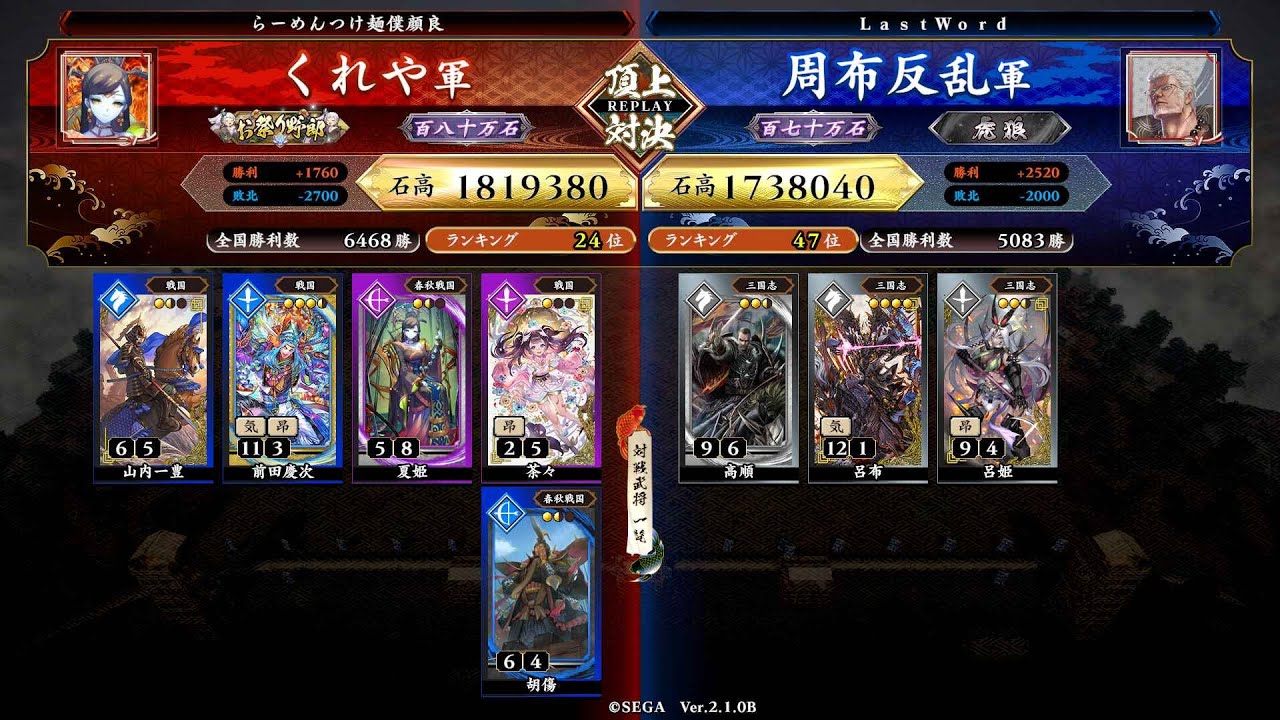 らーめんつけ麺僕顔良
LastWord
くれや軍
周布反乱軍
頂上
REPLAY
対決
お祭り野郎
百八十万石
百七十万石
勝利 +1760
敗北 -2700
石高 1819380
石高 1738040
勝利 +2520
敗北 -2000
全国勝利数 6468勝
ランキング 24位
ランキング 47位
全国勝利数 5083勝
戦国
戦国
春秋戦国
戦国
三国志
三国志
三国志
気 昂
昂
気
昂
6 5
11 3
5 8
2 5
9 6
12 1
9 4
山内一豊
前田慶次
夏姫
茶々
高順
呂布
呂姫
対戦武将一覧
春秋戦国
6 4
胡傷
©SEGA Ver.2.1.0B